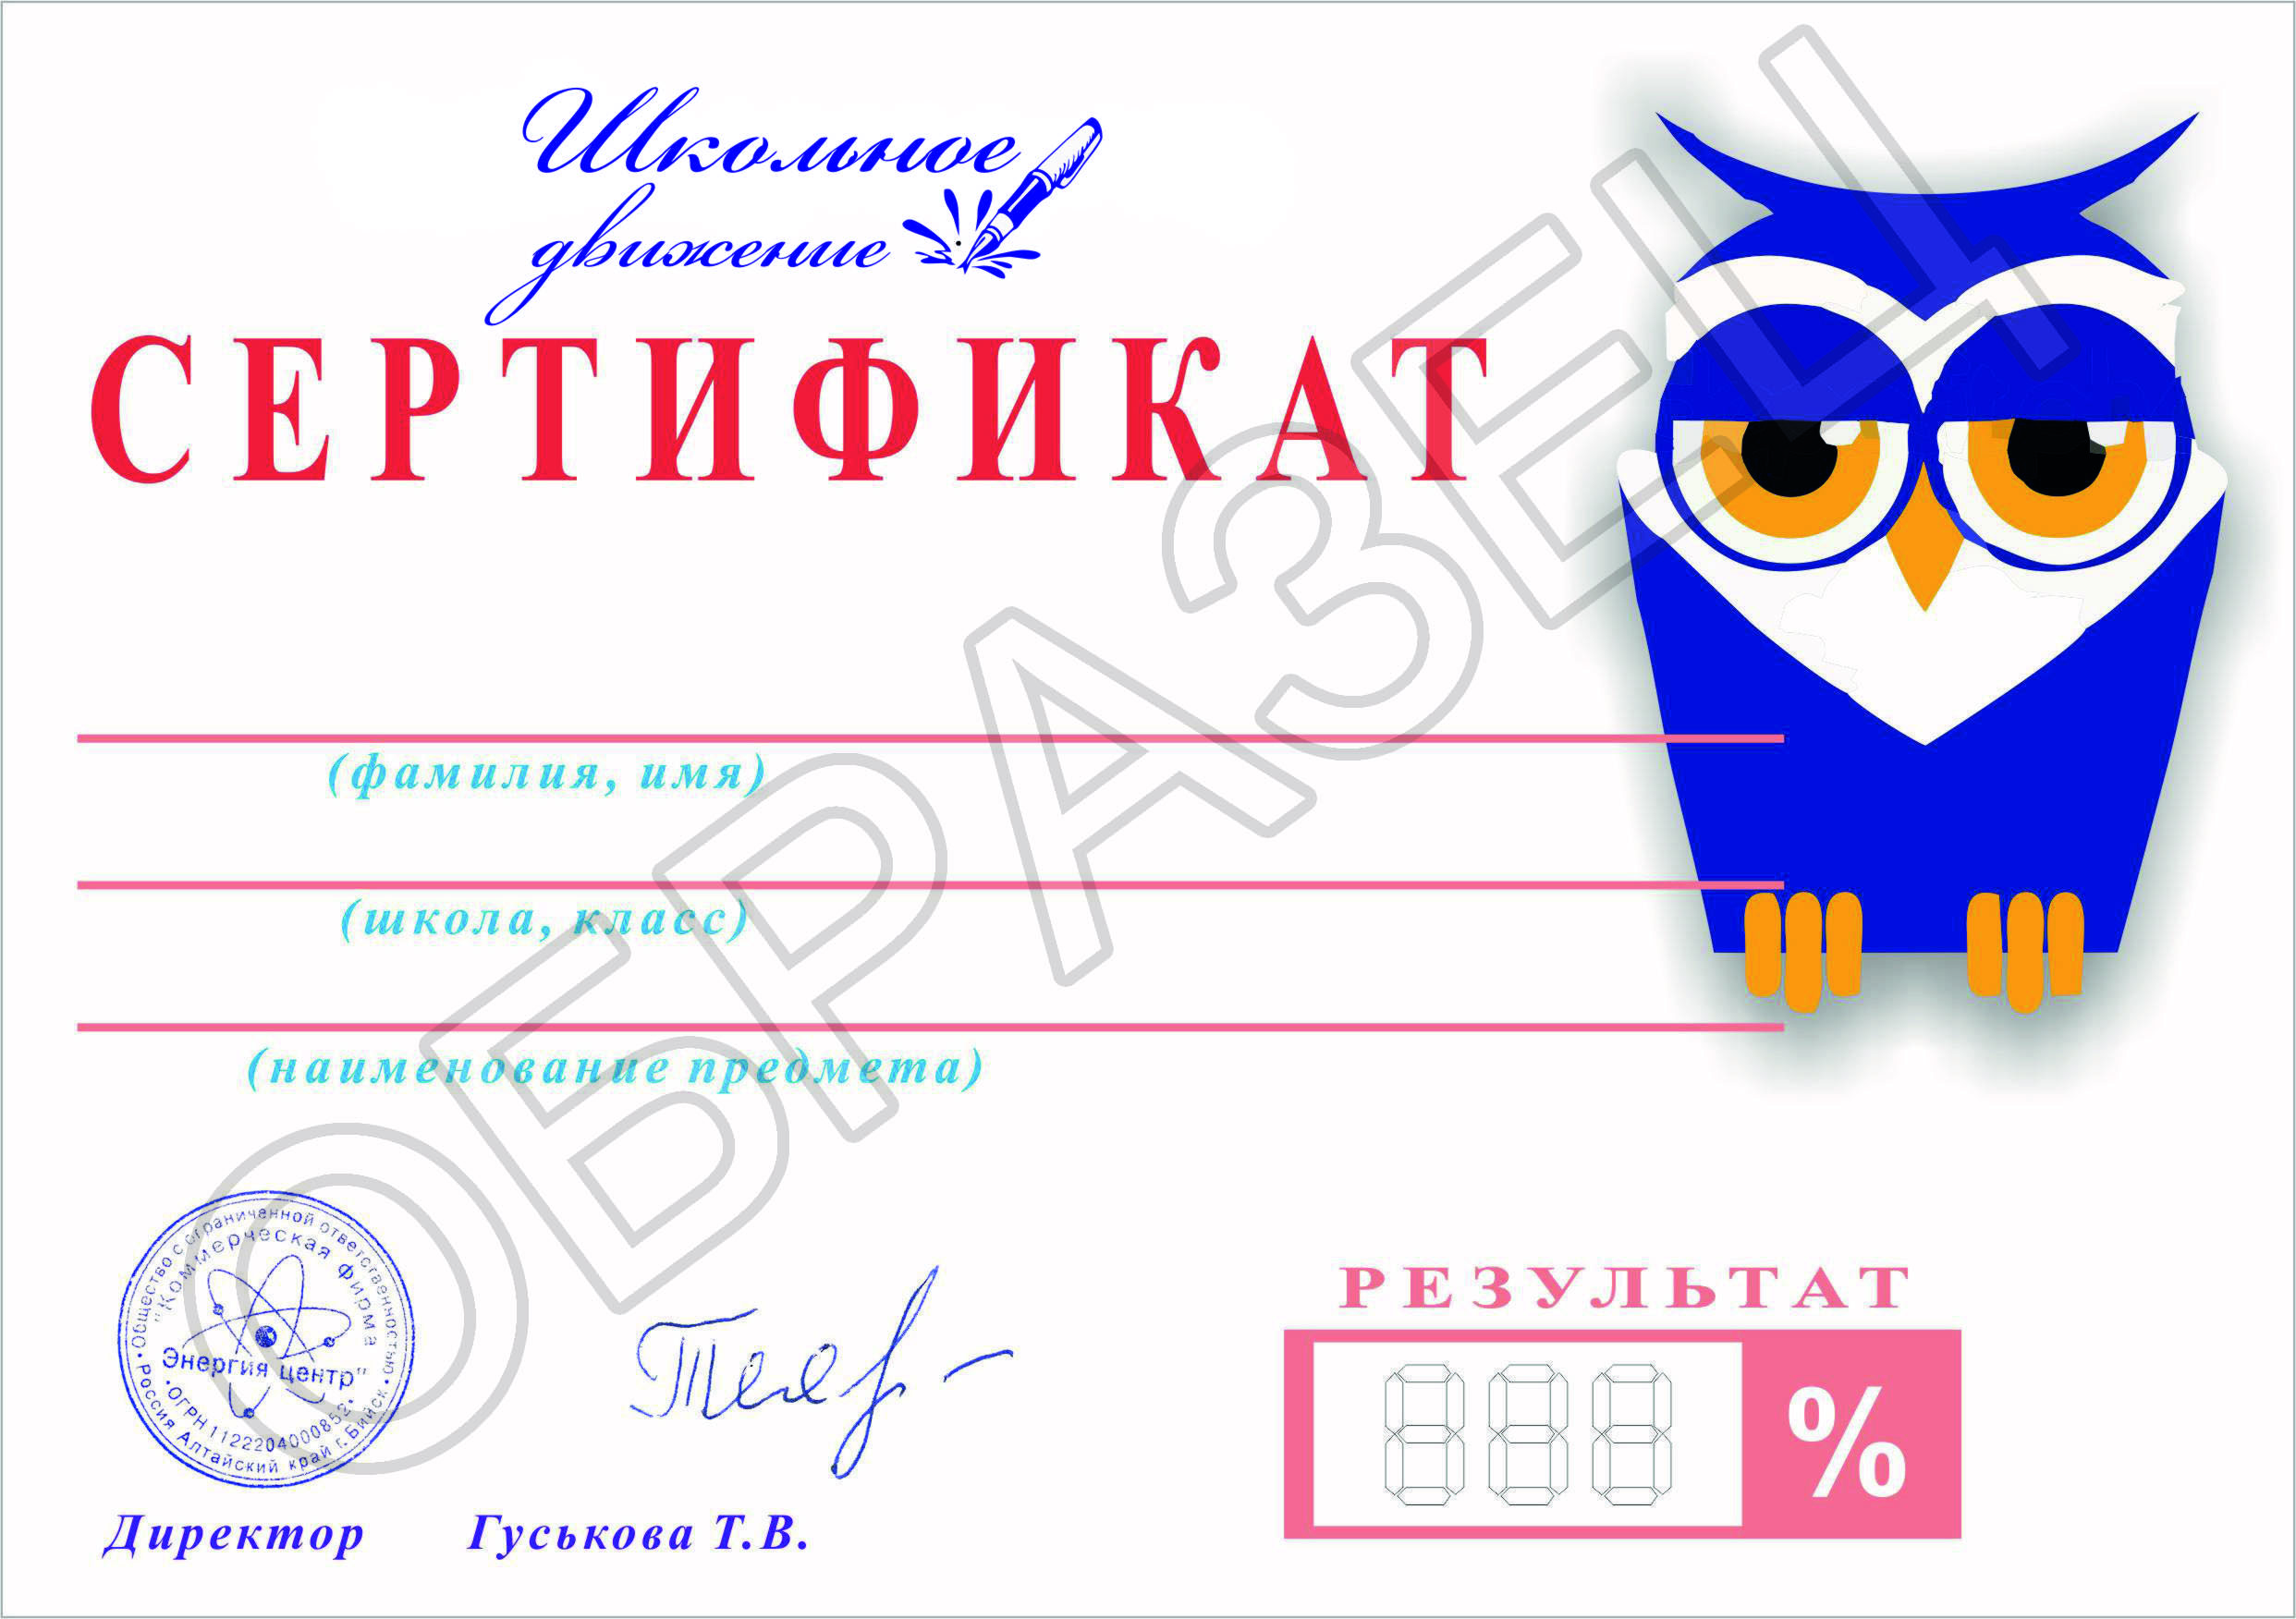 Школьное
движение
СЕРТИФИКАТ
(фамилия, имя)
(школа, класс)
(наименование предмета)
ОБРАЗЕЦ
Общество с ограниченной ответственностью
"Коммерческая фирма
Энергия центр"
ОГРН 1122204000852
Россия Алтайский край г. Бийск
РЕЗУЛЬТАТ
%
Директор Гуськова Т.В.